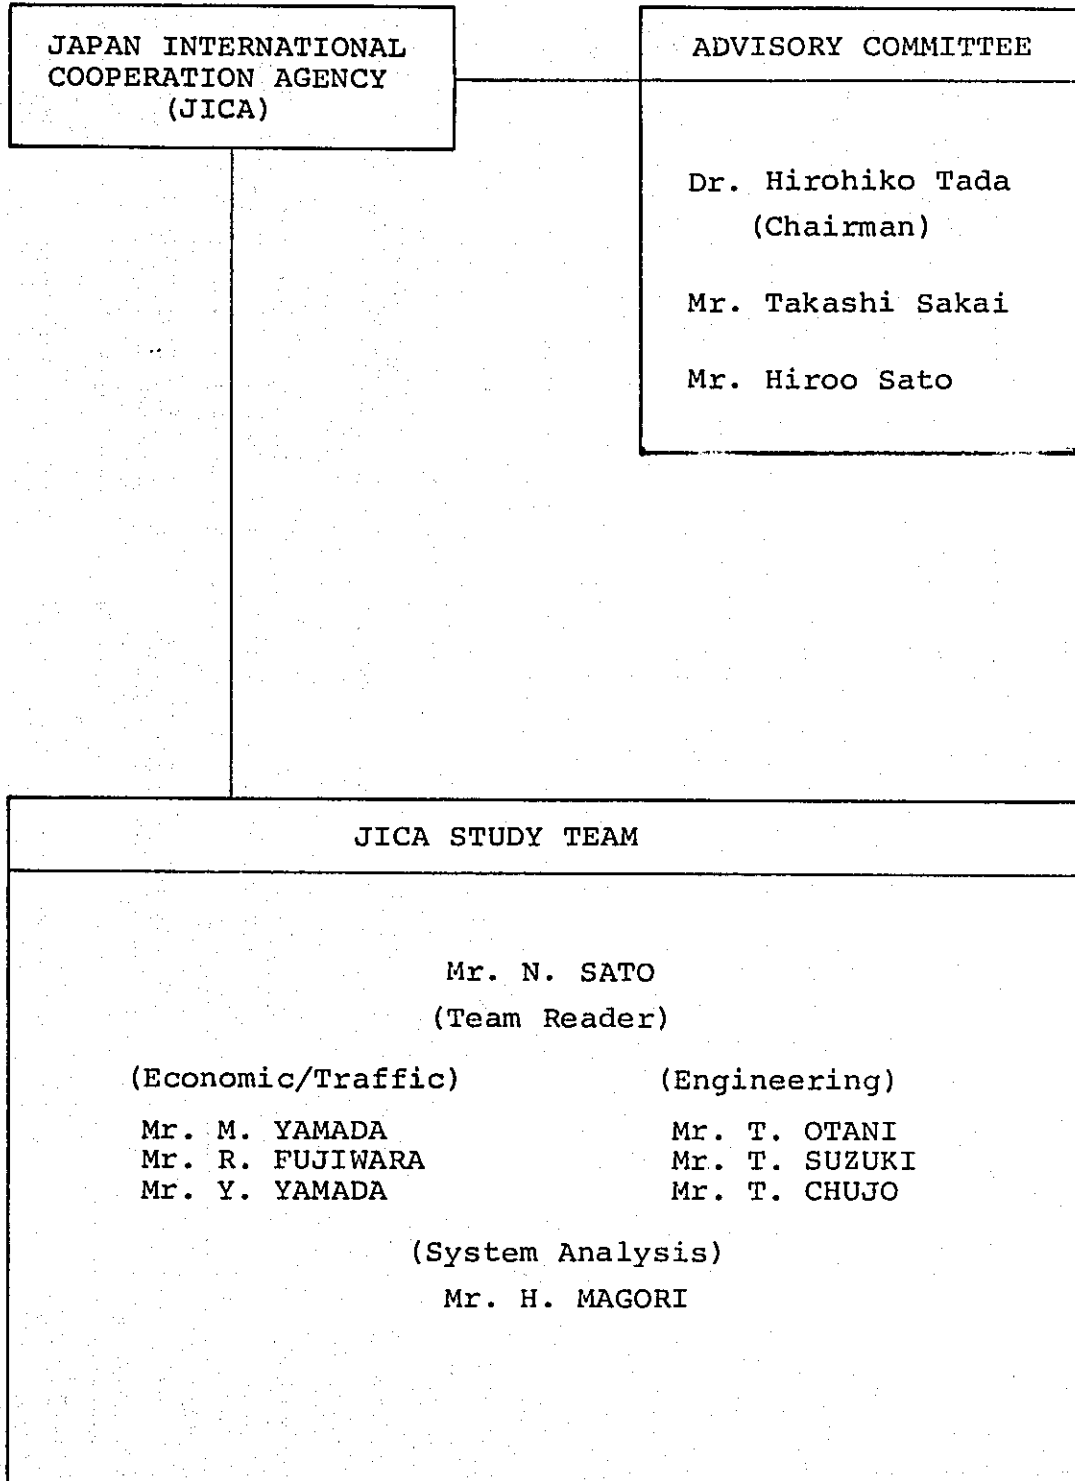 JAPAN INTERNATIONAL
COOPERATION AGENCY
(JICA)
ADVISORY COMMITTEE
Dr. Hirohiko Tada
(Chairman)
Mr. Takashi Sakai
Mr. Hiroo Sato
JICA STUDY TEAM
Mr. N. SATO
(Team Reader)
(Economic/Traffic)
Mr. M. YAMADA
Mr. R. FUJIWARA
Mr. Y. YAMADA
(Engineering)
Mr. T. OTANI
Mr. T. SUZUKI
Mr. T. CHUJO
(System Analysis)
Mr. H. MAGORI